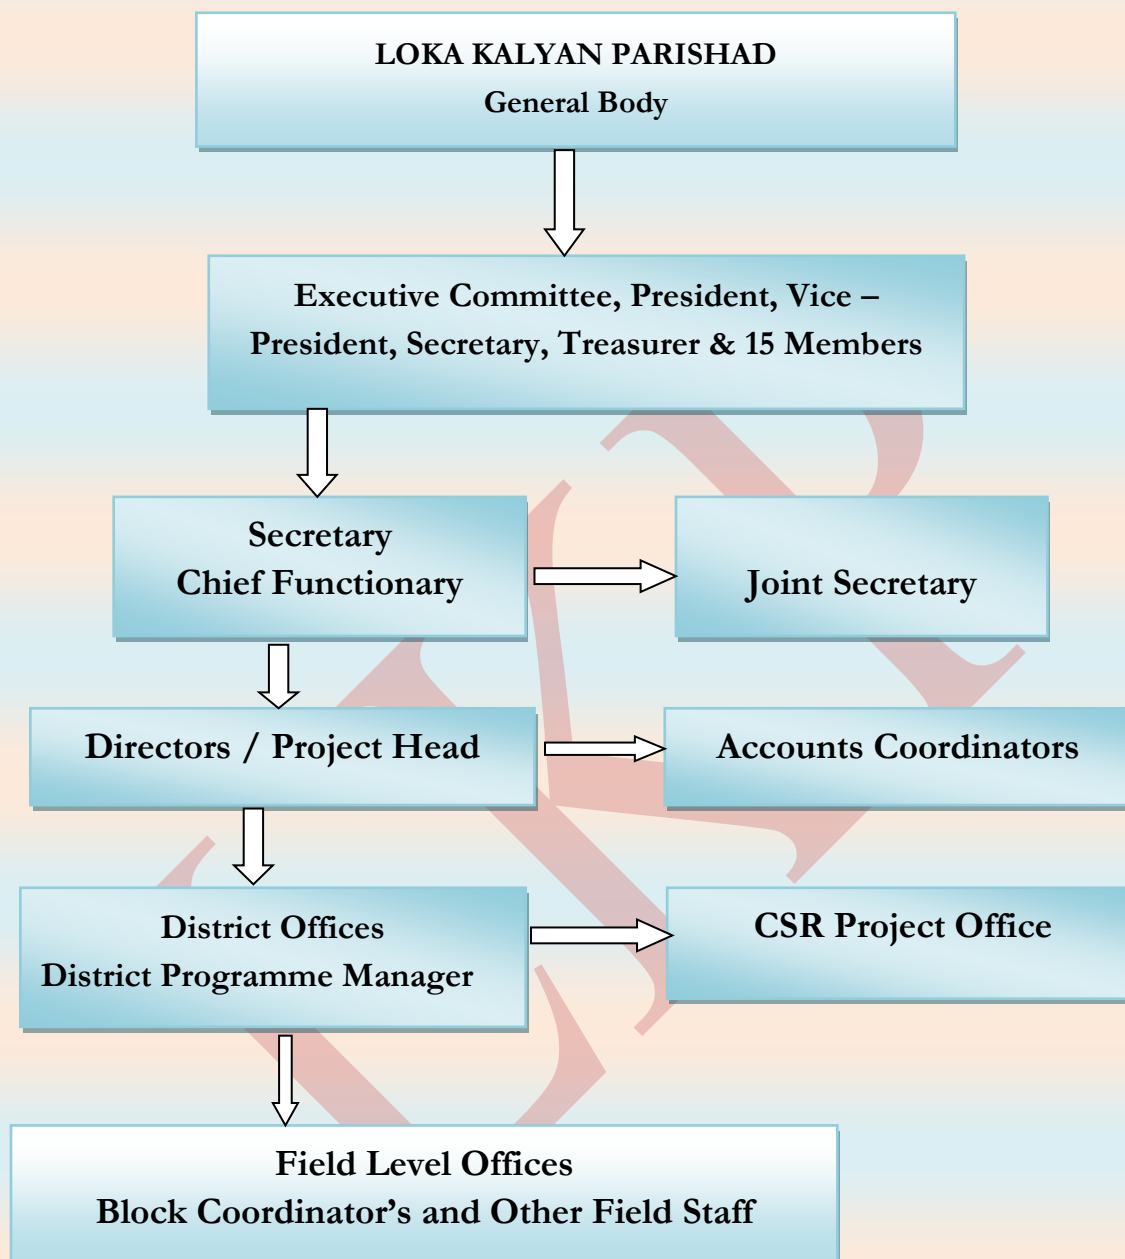 LOKA KALYAN PARISHAD
General Body
Executive Committee, President, Vice –
President, Secretary, Treasurer & 15 Members
Secretary
Chief Functionary
Joint Secretary
Directors / Project Head
Accounts Coordinators
District Offices
District Programme Manager
CSR Project Office
Field Level Offices
Block Coordinator’s and Other Field Staff
LKP